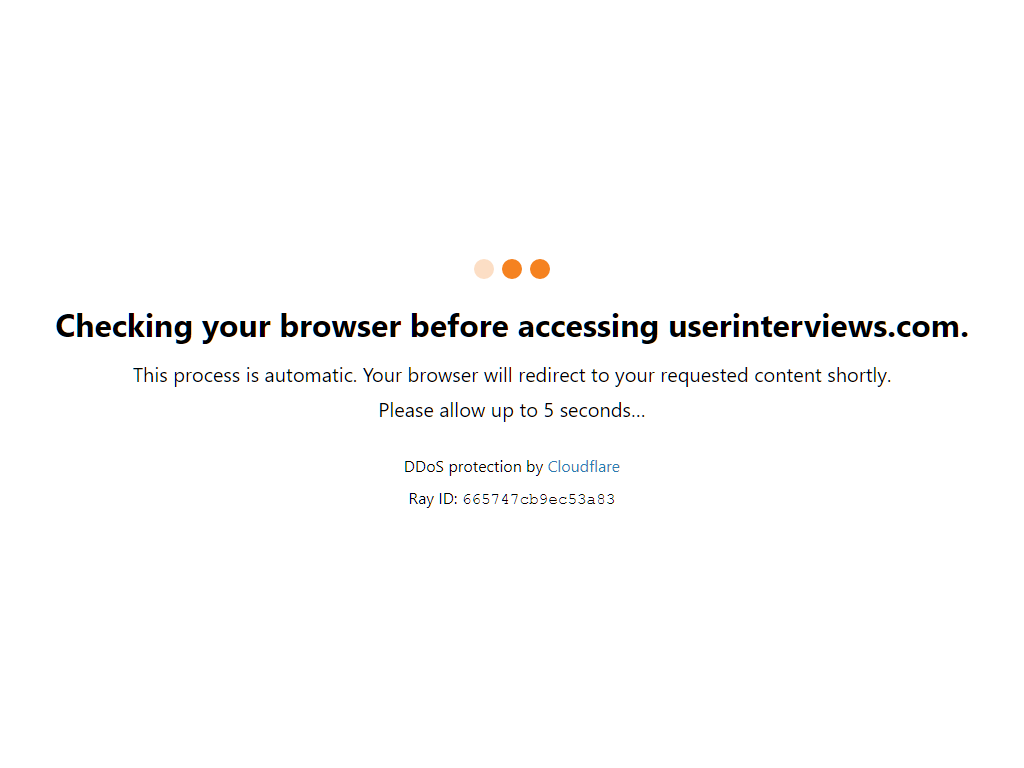 Checking your browser before accessing userinterviews.com.
This process is automatic. Your browser will redirect to your requested content shortly.
Please allow up to 5 seconds...
DDoS protection by Cloudflare
Ray ID: 665747cb9ec53a83